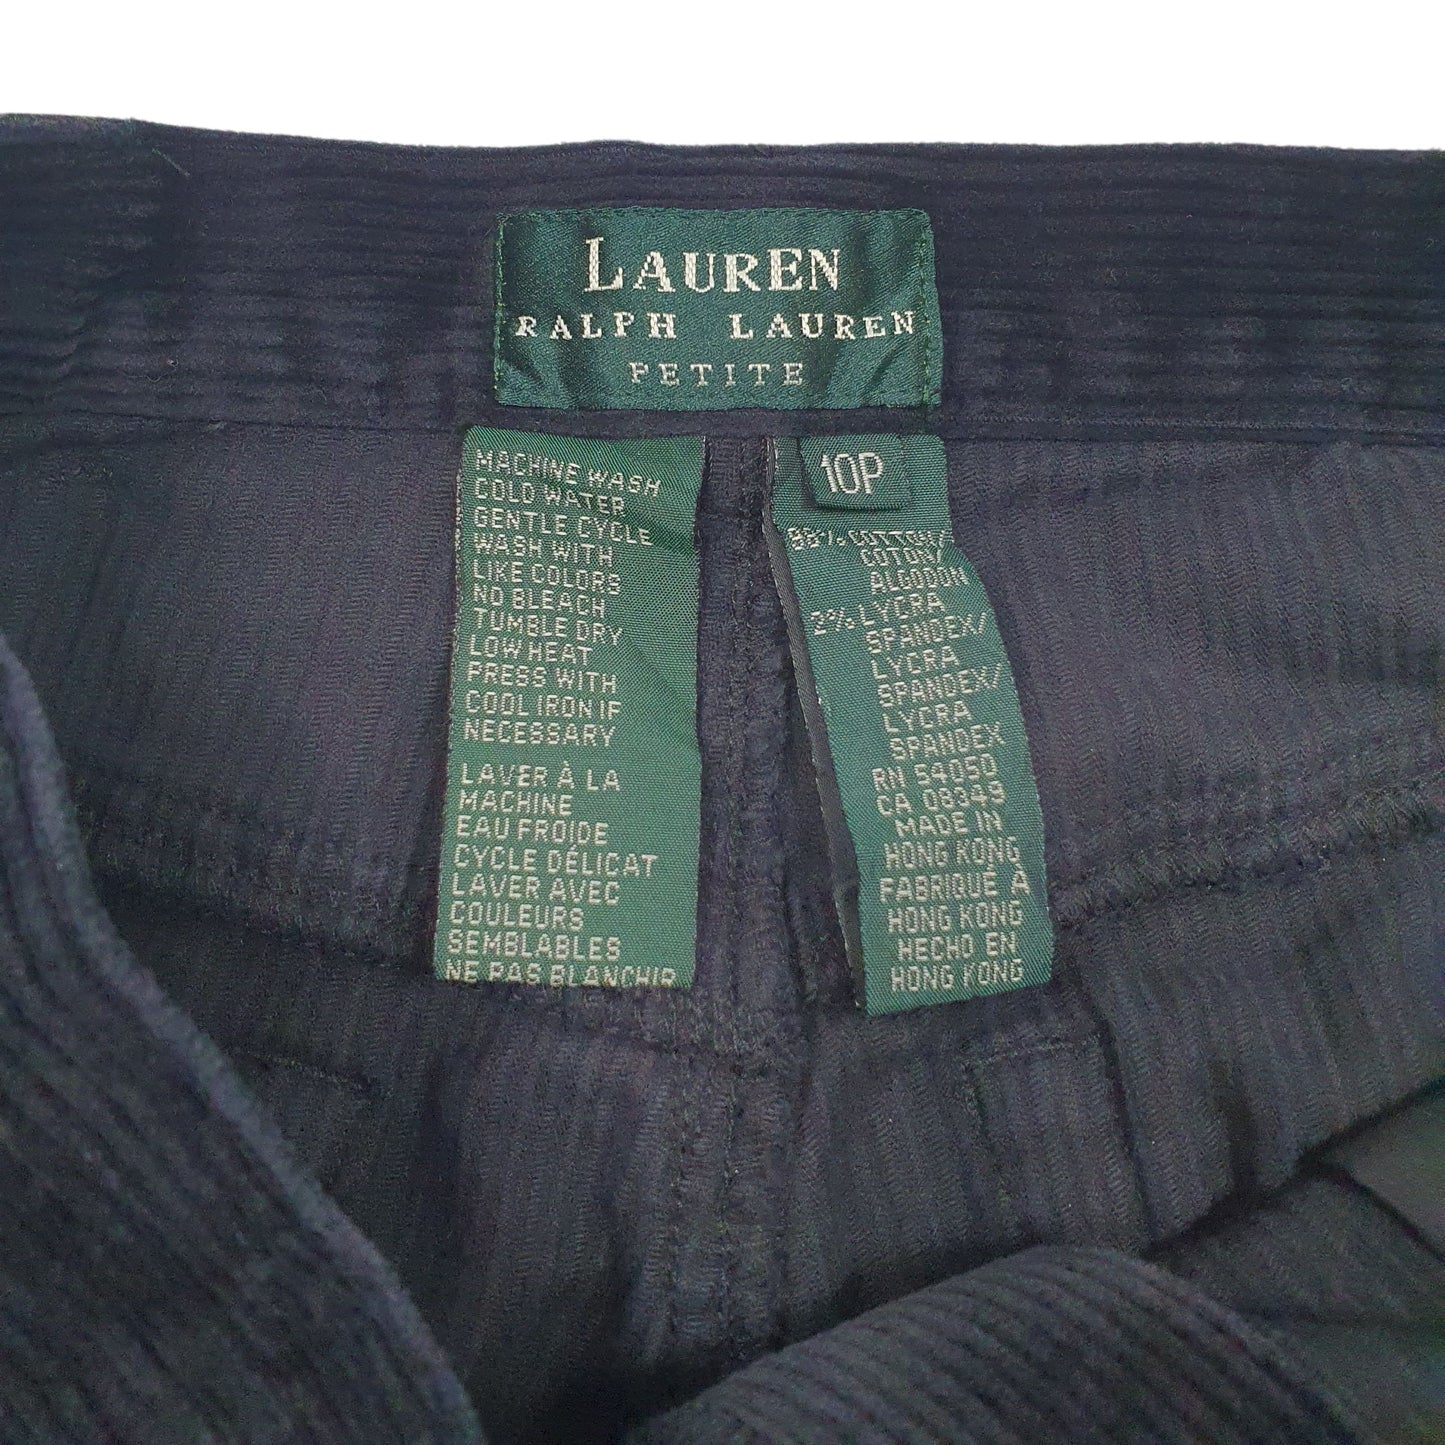 LAUREN
RALPH LAUREN
PETITE
MACHINE WASH
COLD WATER
GENTLE CYCLE
WASH WITH
LIKE COLORS
NO BLEACH
TUMBLE DRY
LOW HEAT
PRESS WITH
COOL IRON IF
NECESSARY
LAVER À LA
MACHINE
EAU FROIDE
CYCLE DÉLICAT
LAVER AVEC
COULEURS
SEMBLABLES
NE PAS BLANCHIR
10P
98% COTTON/
COTON/
ALGODON
2% LYCRA
SPANDEX/
LYCRA
SPANDEX/
LYCRA
SPANDEX
RN 64050
CA 08349
MADE IN
HONG KONG
FABRIQUÉ À
HONG KONG
HECHO EN
HONG KONG